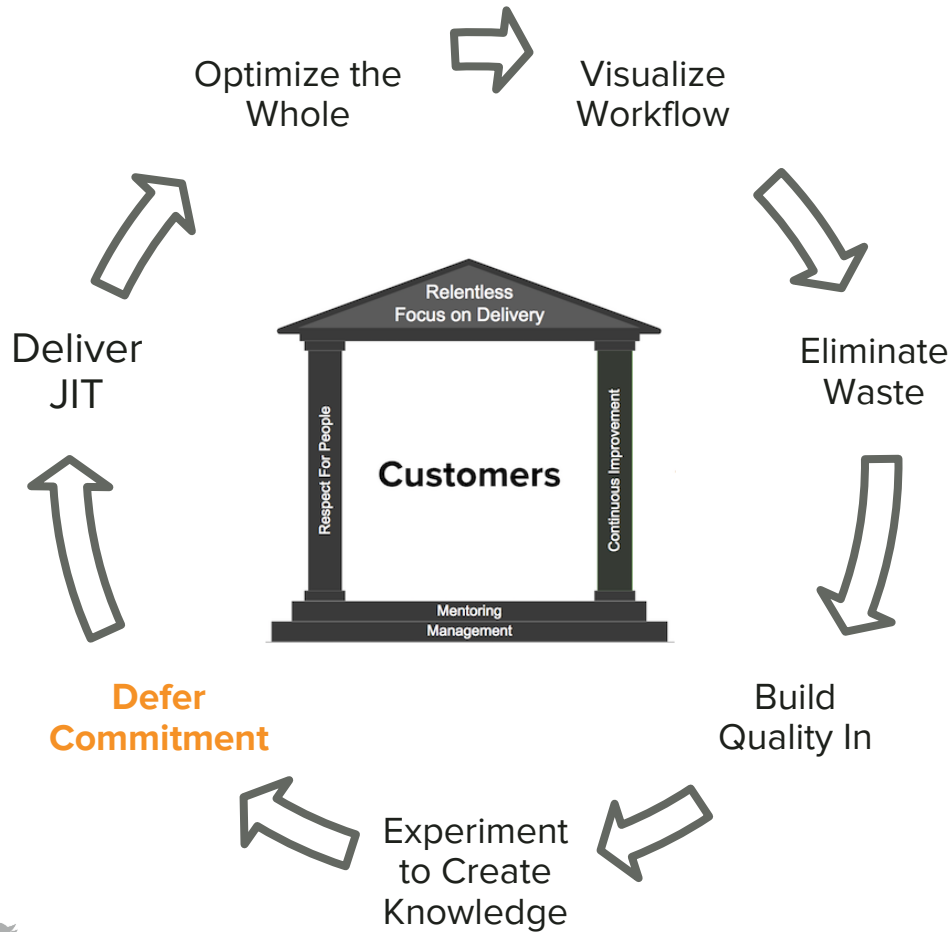 Optimize the
Whole
Visualize
Workflow
Eliminate
Waste
Build
Quality In
Experiment
to Create
Knowledge
Defer
Commitment
Deliver
JIT
Relentless
Focus on Delivery
Respect For People
Customers
Continuous Improvement
Mentoring
Management